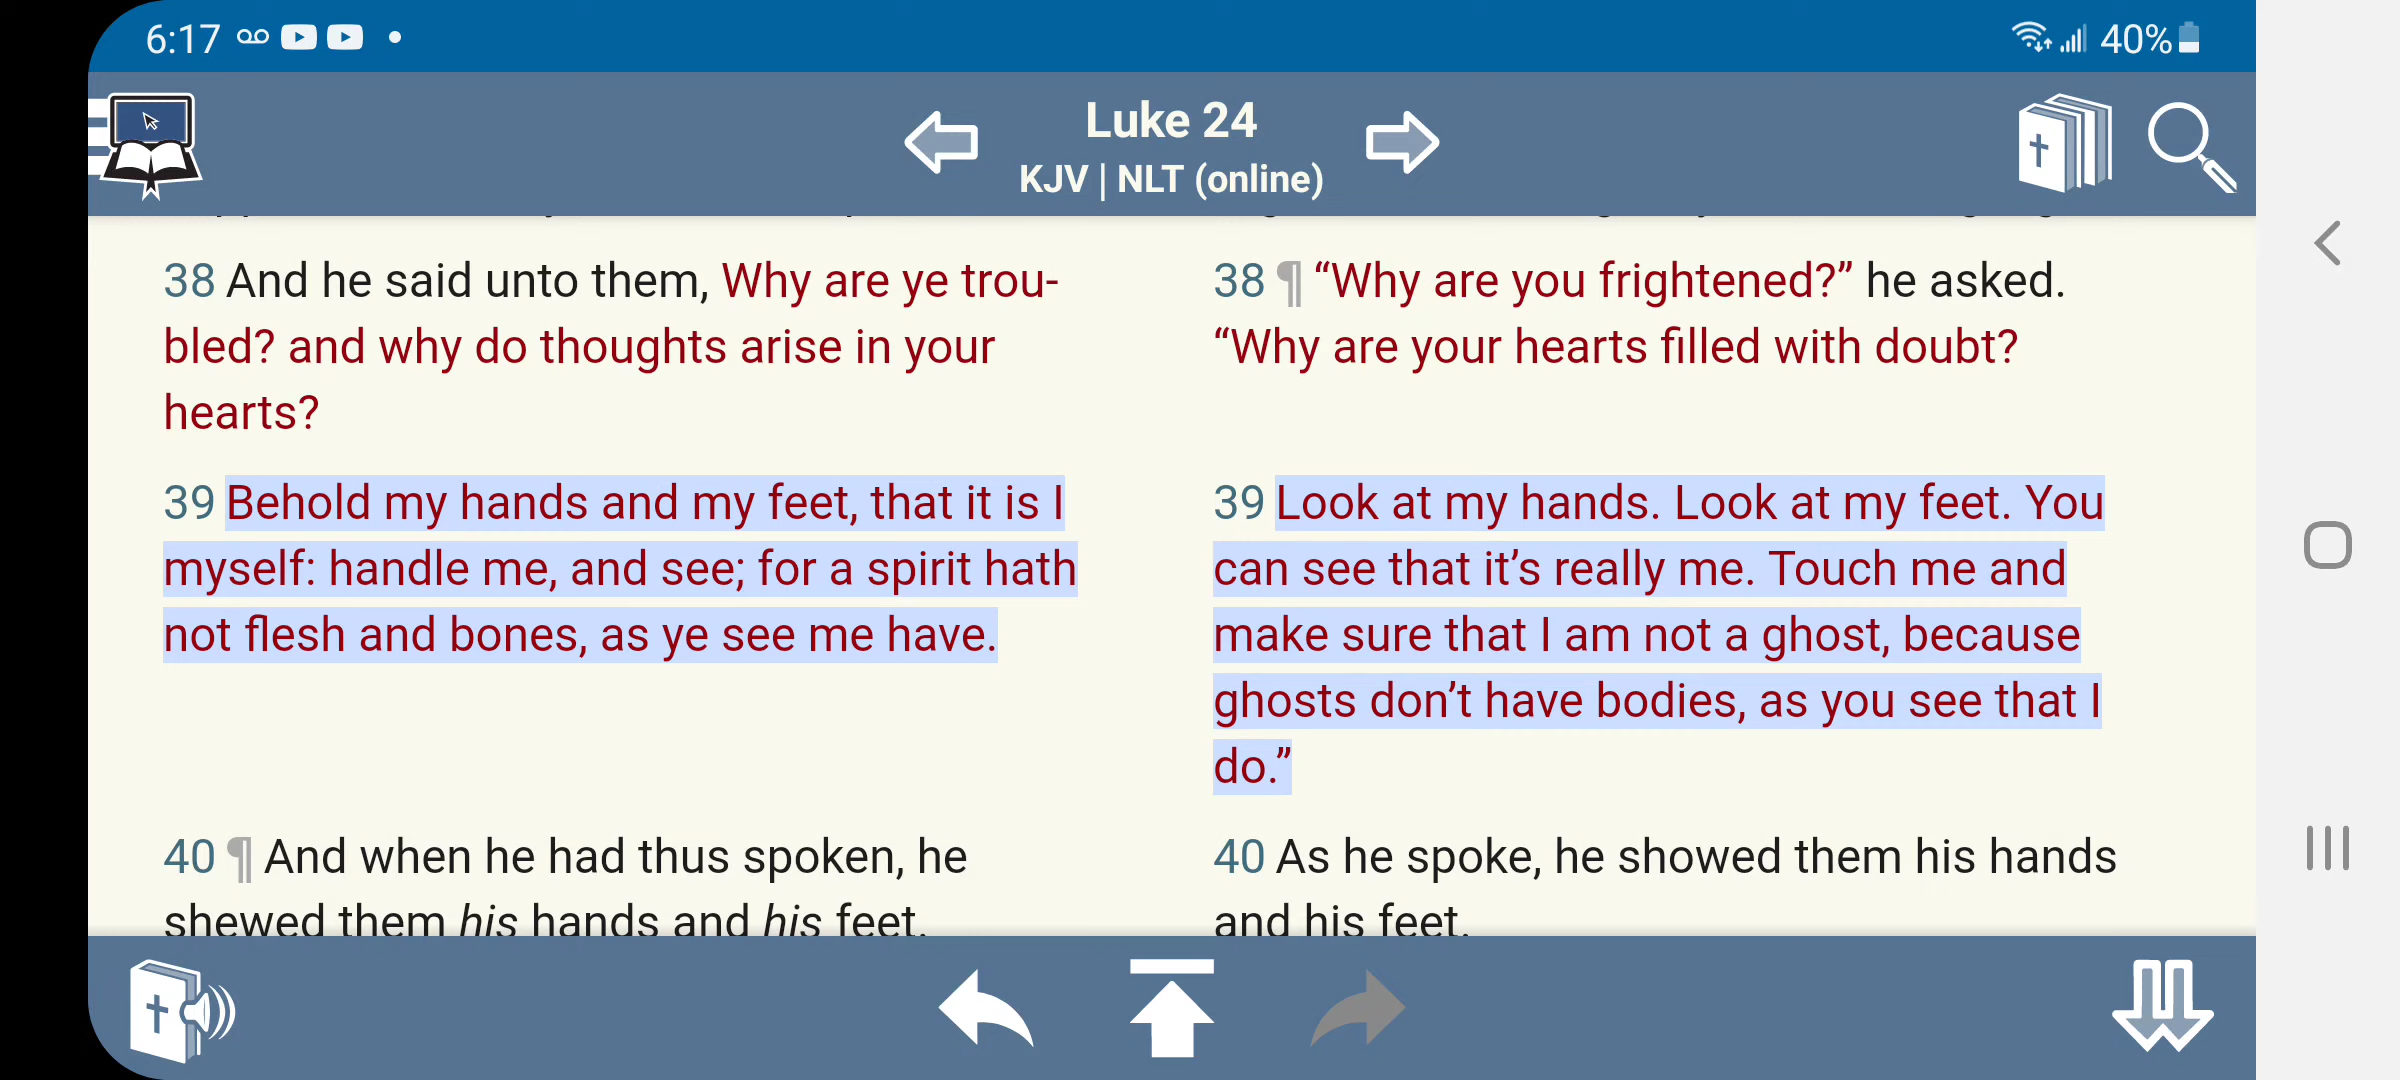 6:17
40%
Luke 24
KJV | NLT (online)
38 And he said unto them, Why are ye trou-
bled? and why do thoughts arise in your
hearts?
39 Behold my hands and my feet, that it is I
myself: handle me, and see; for a spirit hath
not flesh and bones, as ye see me have.
40 ¶ And when he had thus spoken, he
shewed them his hands and his feet.
38 ¶ “Why are you frightened?” he asked.
“Why are your hearts filled with doubt?
39 Look at my hands. Look at my feet. You
can see that it’s really me. Touch me and
make sure that I am not a ghost, because
ghosts don’t have bodies, as you see that I
do.”
40 As he spoke, he showed them his hands
and his feet.